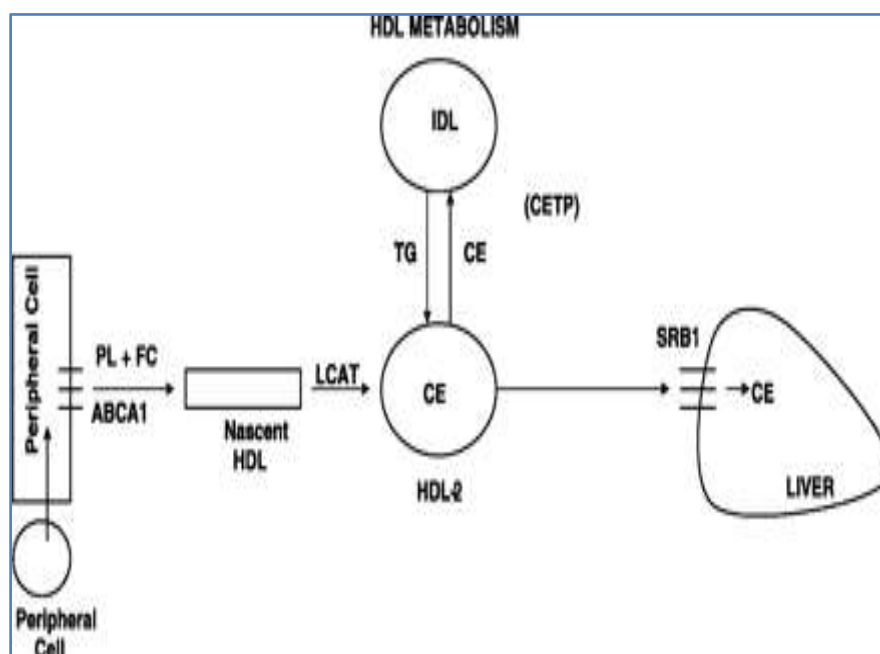 HDL METABOLISM
IDL
(CETP)
TG CE
Peripheral Cell
PL + FC
ABCA1
Nascent
HDL
LCAT
CE
HDL-2
SRB1
CE
LIVER
Peripheral
Cell